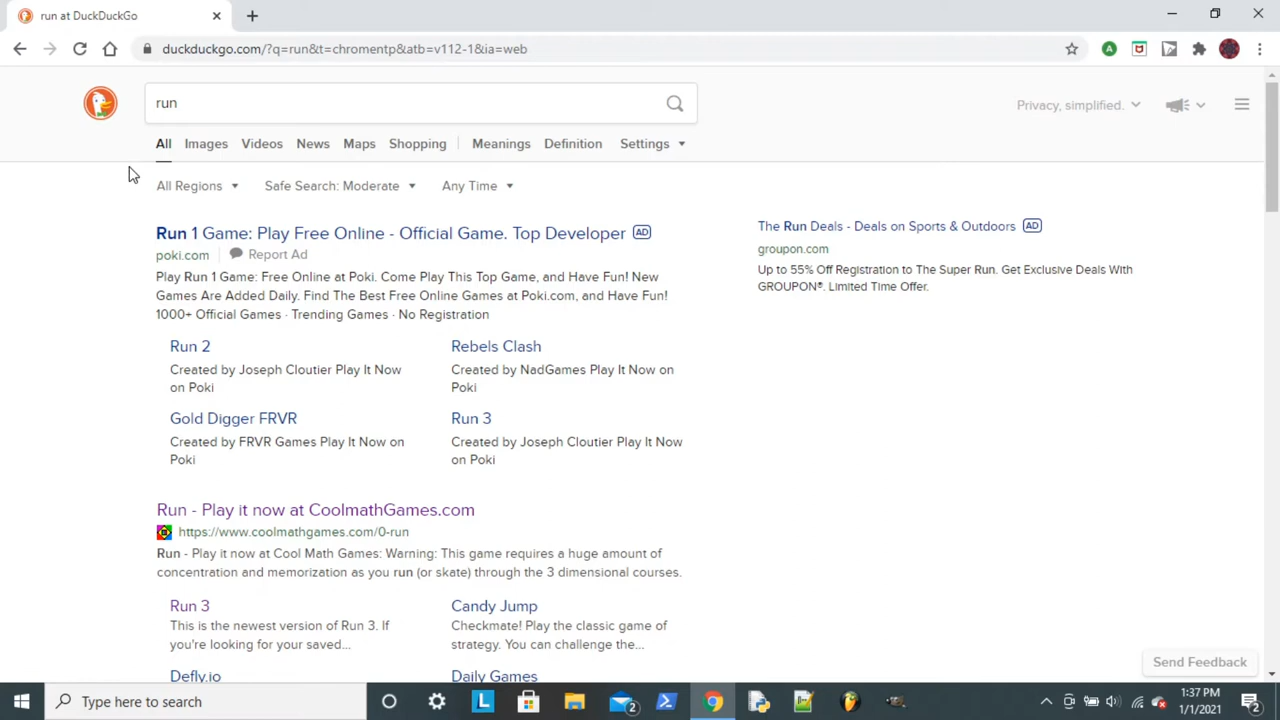 run at DuckDuckGo
duckduckgo.com/?q=run&t=chromentp&atb=v112-1&ia=web
run
Privacy, simplified.
All Images Videos News Maps Shopping Meanings Definition Settings
All Regions Safe Search: Moderate Any Time
Run 1 Game: Play Free Online - Official Game. Top Developer AD
poki.com Report Ad
Play Run 1 Game: Free Online at Poki. Come Play This Top Game, and Have Fun! New
Games Are Added Daily. Find The Best Free Online Games at Poki.com, and Have Fun!
1000+ Official Games · Trending Games · No Registration
Run 2
Created by Joseph Cloutier Play It Now
on Poki
Rebels Clash
Created by NadGames Play It Now on
Poki
Gold Digger FRVR
Created by FRVR Games Play It Now on
Poki
Run 3
Created by Joseph Cloutier Play It Now
on Poki
Run - Play it now at CoolmathGames.com
https://www.coolmathgames.com/0-run
Run - Play it now at Cool Math Games: Warning: This game requires a huge amount of
concentration and memorization as you run (or skate) through the 3 dimensional courses.
Run 3
This is the newest version of Run 3. If
you're looking for your saved...
Candy Jump
Checkmate! Play the classic game of
strategy. You can challenge the...
Defly.io
Daily Games
The Run Deals - Deals on Sports & Outdoors AD
groupon.com
Up to 55% Off Registration to The Super Run. Get Exclusive Deals With
GROUPON®. Limited Time Offer.
Send Feedback
Type here to search
L
2
1:37 PM
1/1/2021
2